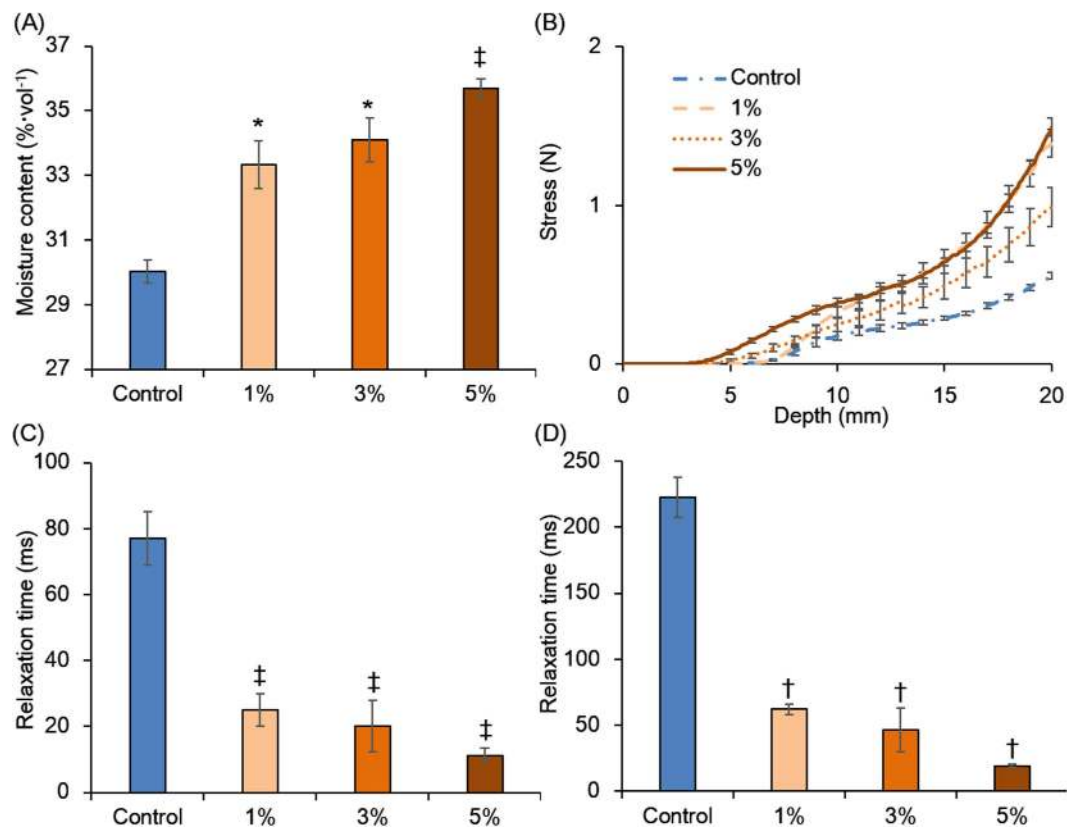 (A)
Moisture content (%·vol⁻¹)
37
35
33
31
29
27
*
*
‡
Control 1% 3% 5%
(B)
Stress (N)
2
1
0
Control
1%
3%
5%
0 5 10 15 20
Depth (mm)
(C)
Relaxation time (ms)
100
80
60
40
20
0
‡
‡
‡
Control 1% 3% 5%
(D)
Relaxation time (ms)
250
200
150
100
50
0
†
†
†
Control 1% 3% 5%